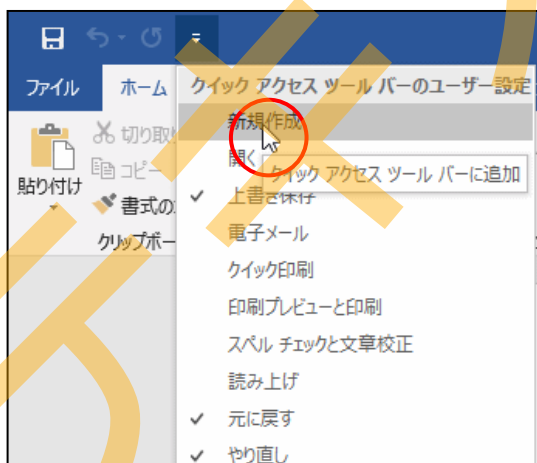 ファイル
ホーム
クイック アクセス ツール バーのユーザー設定
新規作成
開く
クイック アクセス ツール バーに追加
上書き保存
電子メール
クイック印刷
印刷プレビューと印刷
スペル チェックと文章校正
読み上げ
元に戻す
やり直し
切り取り
コピー
貼り付け
書式の
クリップボー